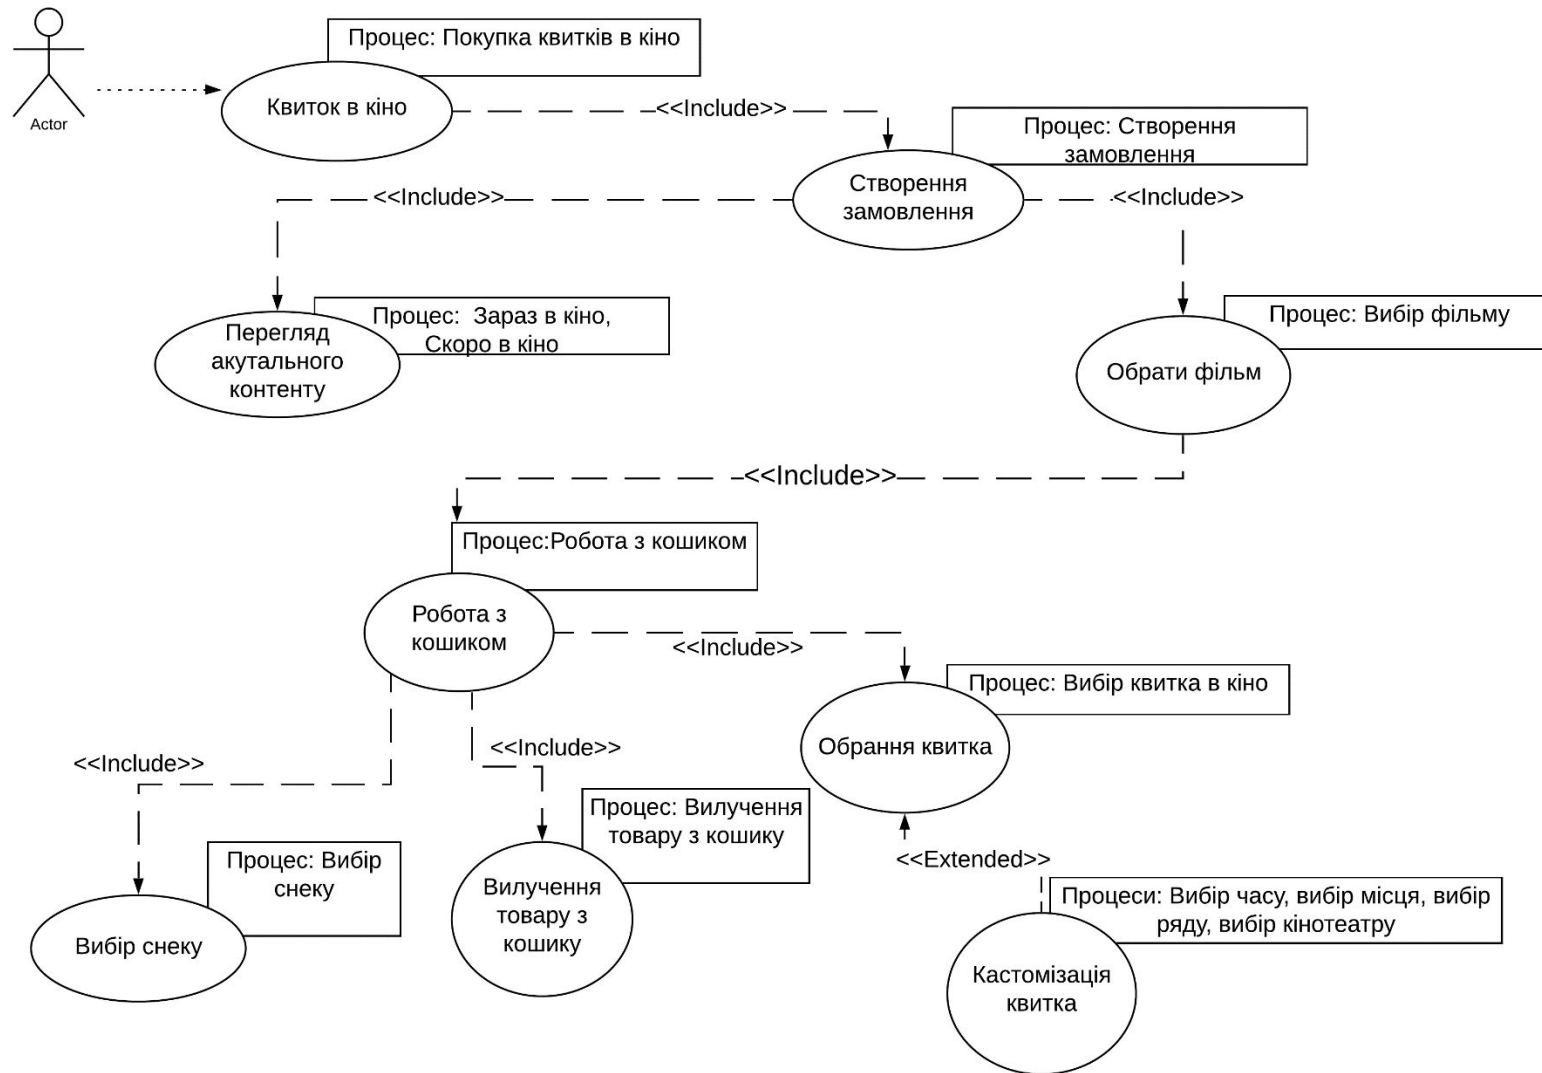 Процес: Покупка квитків в кіно
Квиток в кіно
<<Include>>
Actor
Процес: Створення
замовлення
Створення
замовлення
<<Include>>
<<Include>>
Процес:  Зараз в кіно,
Скоро в кіно
Перегляд
акутального
контенту
Процес: Вибір фільму
Обрати фільм
<<Include>>
Процес:Робота з кошиком
Робота з
кошиком
<<Include>>
Процес: Вибір квитка в кіно
Обрання квитка
<<Include>>
<<Include>>
Процес: Вилучення
товару з кошику
Вилучення
товару з
кошику
Процес: Вибір
снеку
Вибір снеку
<<Extended>>
Процеси: Вибір часу, вибір місця, вибір
ряду, вибір кінотеатру
Кастомізація
квитка